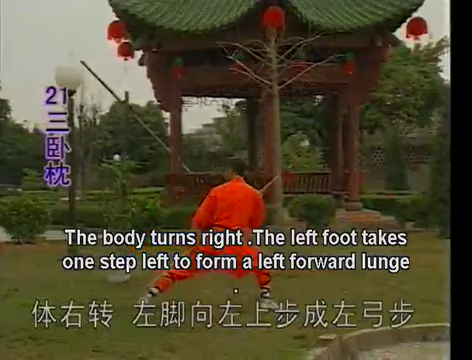 21
三
卧
枕
The body turns right .The left foot takes
one step left to form a left forward lunge
.
体右转 左脚向左上步成左弓步